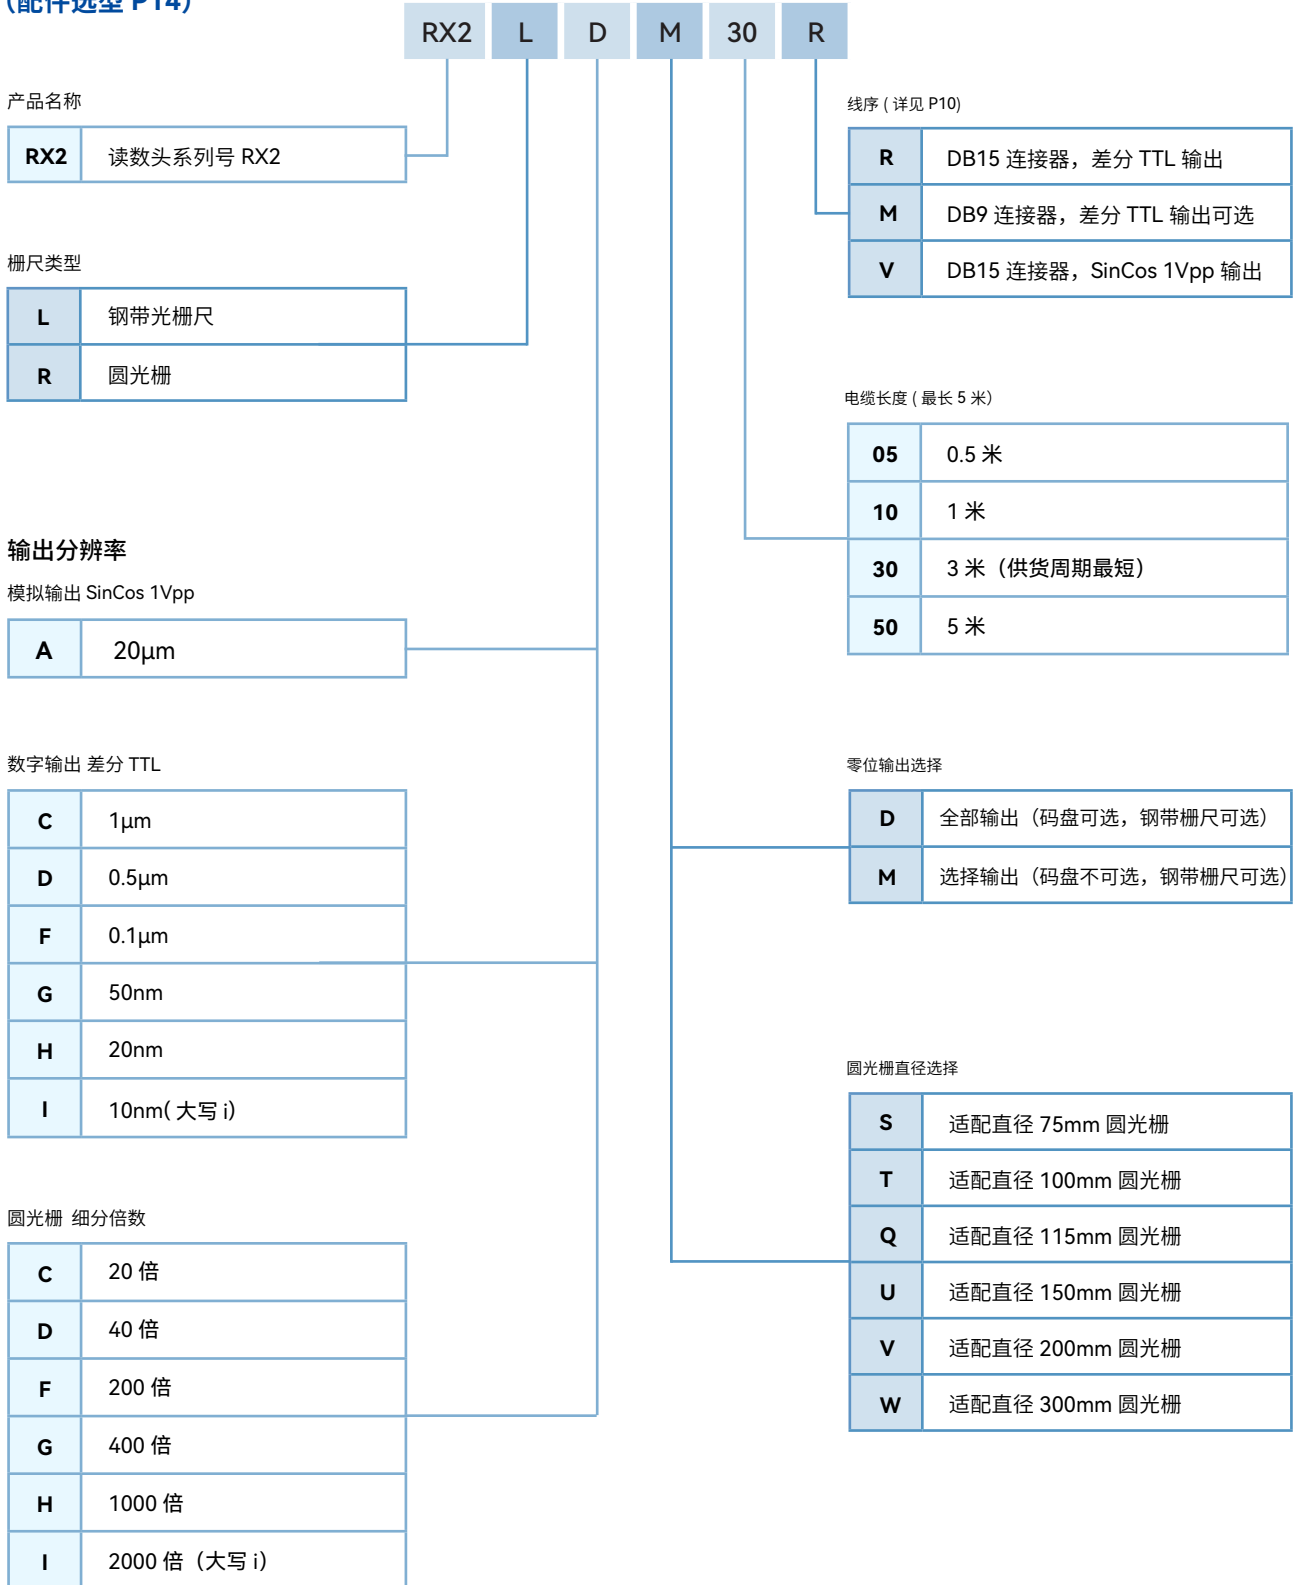 （配件选型 P14）
RX2 L D M 30 R
产品名称
RX2 读数头系列号 RX2
栅尺类型
L 钢带光栅尺
R 圆光栅
输出分辨率
模拟输出 SinCos 1Vpp
A 20μm
数字输出 差分 TTL
C 1μm
D 0.5μm
F 0.1μm
G 50nm
H 20nm
I 10nm( 大写 i)
圆光栅 细分倍数
C 20 倍
D 40 倍
F 200 倍
G 400 倍
H 1000 倍
I 2000 倍（大写 i）
线序 ( 详见 P10)
R DB15 连接器，差分 TTL 输出
M DB9 连接器，差分 TTL 输出可选
V DB15 连接器，SinCos 1Vpp 输出
电缆长度 ( 最长 5 米）
05 0.5 米
10 1 米
30 3 米（供货周期最短）
50 5 米
零位输出选择
D 全部输出（码盘可选，钢带栅尺可选）
M 选择输出（码盘不可选，钢带栅尺可选）
圆光栅直径选择
S 适配直径 75mm 圆光栅
T 适配直径 100mm 圆光栅
Q 适配直径 115mm 圆光栅
U 适配直径 150mm 圆光栅
V 适配直径 200mm 圆光栅
W 适配直径 300mm 圆光栅